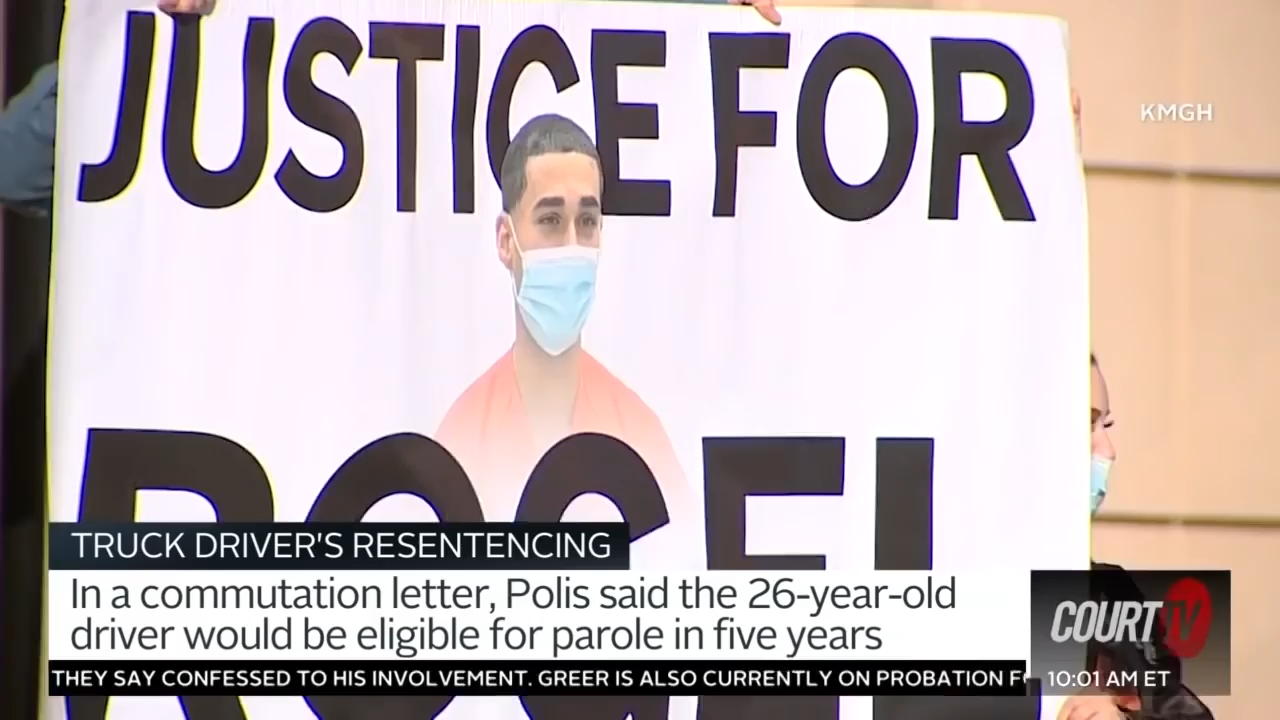 JUSTICE FOR
KMGH
ROGEL
TRUCK DRIVER'S RESENTENCING
In a commutation letter, Polis said the 26-year-old
driver would be eligible for parole in five years
COURT TV
THEY SAY CONFESSED TO HIS INVOLVEMENT. GREER IS ALSO CURRENTLY ON PROBATION
10:01 AM ET